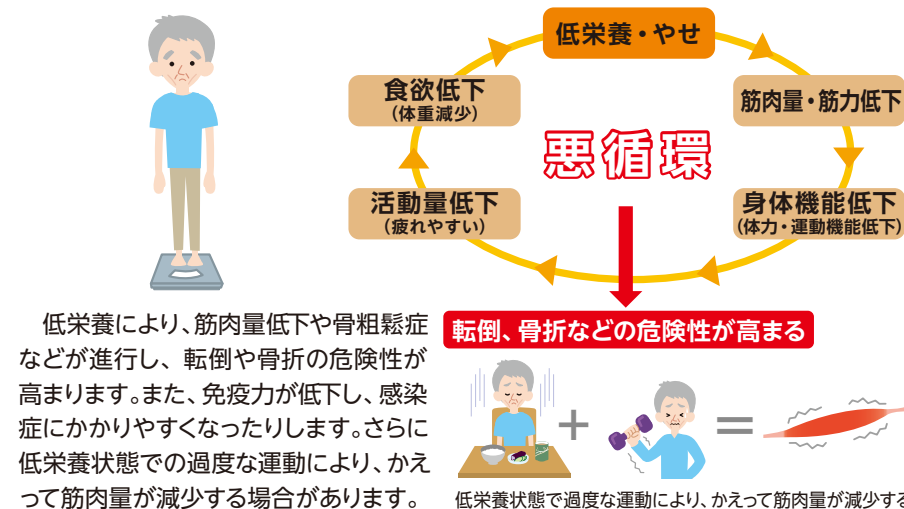 低栄養・やせ
食欲低下
(体重減少)
筋肉量・筋力低下
悪循環
活動量低下
(疲れやすい)
身体機能低下
(体力・運動機能低下)
転倒、骨折などの危険性が高まる
低栄養により、筋肉量低下や骨粗鬆症
などが進行し、転倒や骨折の危険性が
高まります。また、免疫力が低下し、感染
症にかかりやすくなったりします。さらに
低栄養状態での過度な運動により、かえ
って筋肉量が減少する場合があります。
+
=
低栄養状態で過度な運動により、かえって筋肉量が減少する